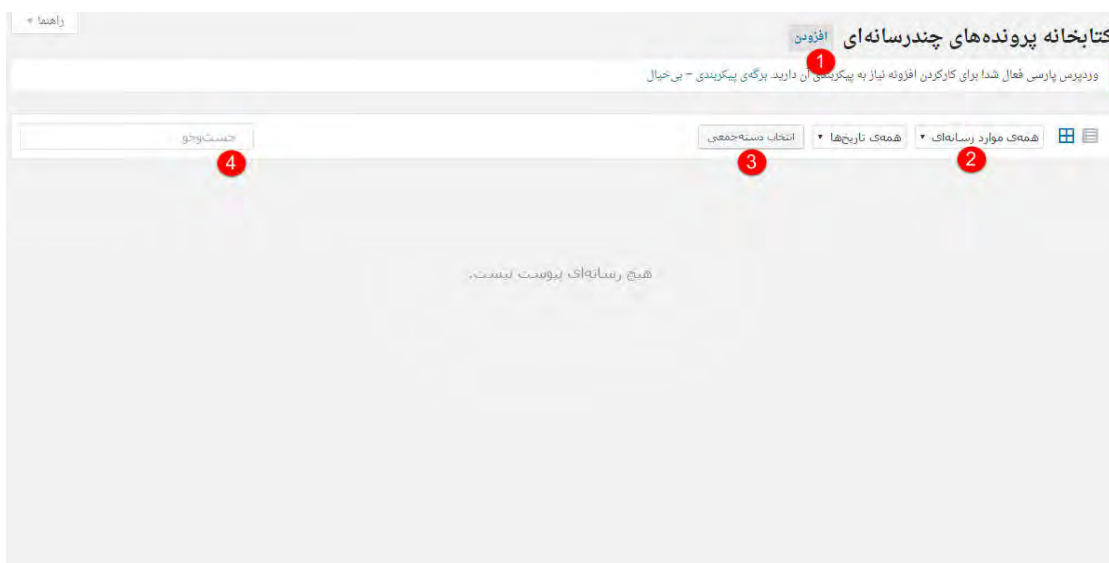 راهنما
کتابخانه پرونده‌های چندرسانه‌ای افزودن
1
وردپرس پارسی فعال شد! برای کارکردن افزونه نیاز به پیکربندی آن دارید. برگه‌ی پیکربندی – بی‌خیال
همه‌ی موارد رسانه‌ای همه‌ی تاریخ‌ها انتخاب دسته‌جمعی جست‌وجو
2 3 4
هیچ رسانه‌ای پیوست نیست.